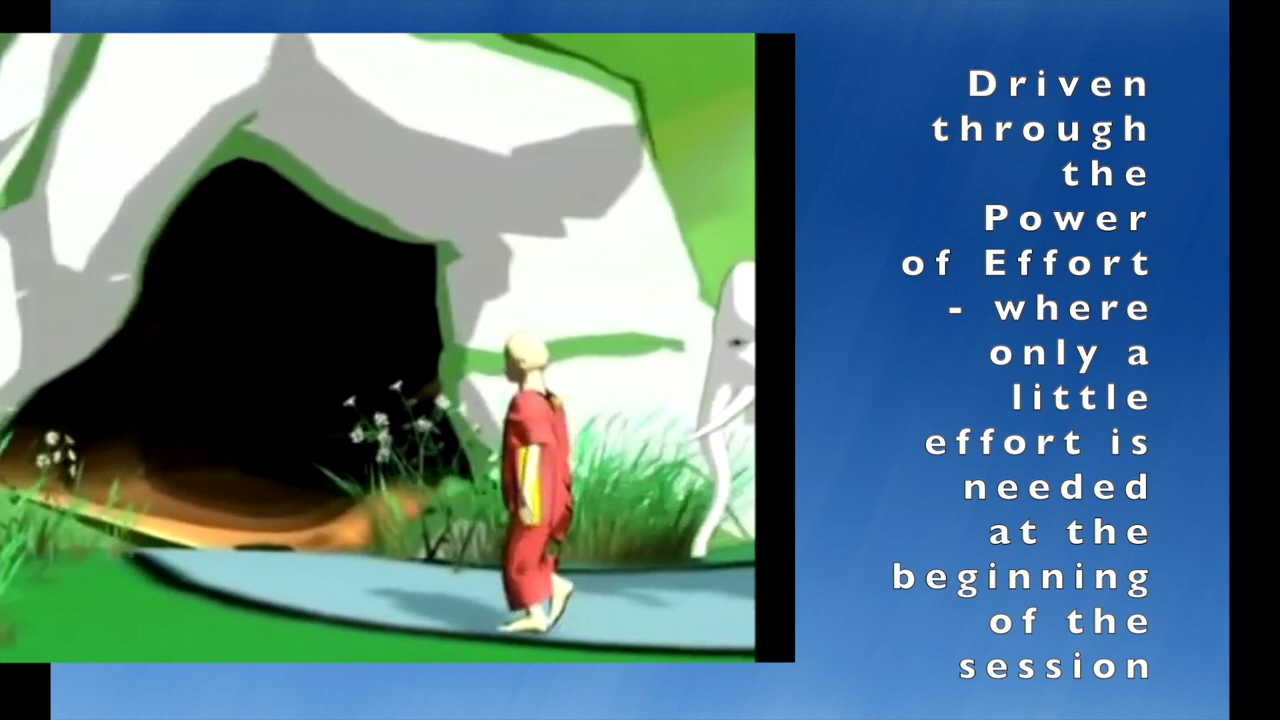 Driven
through
the
Power
of Effort
- where
only a
little
effort is
needed
at the
beginning
of the
session